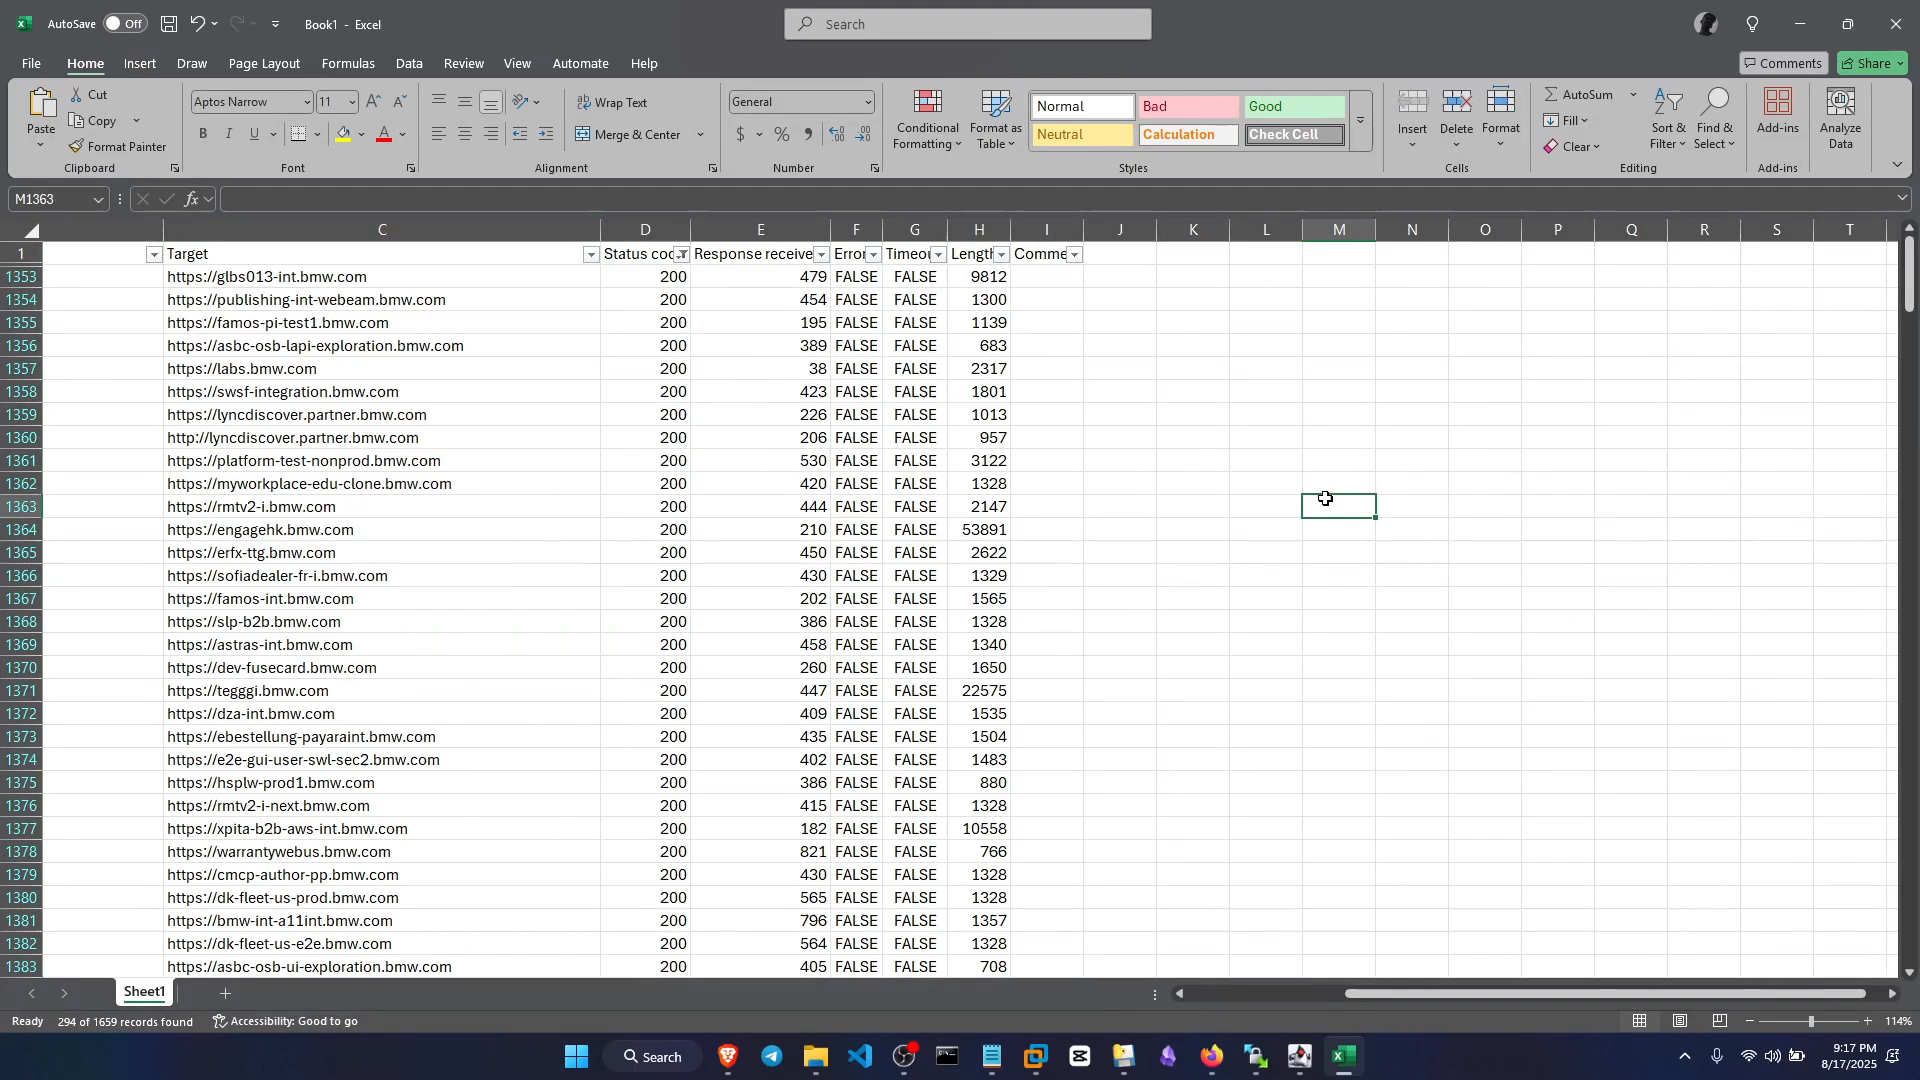 AutoSave Off Book1 - Excel Search
File Home Insert Draw Page Layout Formulas Data Review View Automate Help Comments Share
Paste Cut Copy Format Painter Clipboard
Aptos Narrow 11 B I U Font
Wrap Text Merge & Center Alignment
General $ % Number
Conditional Formatting Format as Table
Normal Bad Good
Neutral Calculation Check Cell
Styles
Insert Delete Format Cells
AutoSum Fill Clear Sort & Filter Find & Select Editing
Add-ins Add-ins Analyze Data
M1363 fx
C D E F G H I J K L M N O P Q R S T
1 Target Status coc Response receive Error Timeou Length Comme
1353 https://glbs013-int.bmw.com 200 479 FALSE FALSE 9812
1354 https://publishing-int-webeam.bmw.com 200 454 FALSE FALSE 1300
1355 https://famos-pi-test1.bmw.com 200 195 FALSE FALSE 1139
1356 https://asbc-osb-lapi-exploration.bmw.com 200 389 FALSE FALSE 683
1357 https://labs.bmw.com 200 38 FALSE FALSE 2317
1358 https://swsf-integration.bmw.com 200 423 FALSE FALSE 1801
1359 https://lyncdiscover.partner.bmw.com 200 226 FALSE FALSE 1013
1360 http://lyncdiscover.partner.bmw.com 200 206 FALSE FALSE 957
1361 https://platform-test-nonprod.bmw.com 200 530 FALSE FALSE 3122
1362 https://myworkplace-edu-clone.bmw.com 200 420 FALSE FALSE 1328
1363 https://rmtv2-i.bmw.com 200 444 FALSE FALSE 2147
1364 https://engagehk.bmw.com 200 210 FALSE FALSE 53891
1365 https://erfx-ttg.bmw.com 200 450 FALSE FALSE 2622
1366 https://sofiadealer-fr-i.bmw.com 200 430 FALSE FALSE 1329
1367 https://famos-int.bmw.com 200 202 FALSE FALSE 1565
1368 https://slp-b2b.bmw.com 200 386 FALSE FALSE 1328
1369 https://astras-int.bmw.com 200 458 FALSE FALSE 1340
1370 https://dev-fusecard.bmw.com 200 260 FALSE FALSE 1650
1371 https://tegggi.bmw.com 200 447 FALSE FALSE 22575
1372 https://dza-int.bmw.com 200 409 FALSE FALSE 1535
1373 https://ebestellung-payaraint.bmw.com 200 435 FALSE FALSE 1504
1374 https://e2e-gui-user-swl-sec2.bmw.com 200 402 FALSE FALSE 1483
1375 https://hsplw-prod1.bmw.com 200 386 FALSE FALSE 880
1376 https://rmtv2-i-next.bmw.com 200 415 FALSE FALSE 1328
1377 https://xpita-b2b-aws-int.bmw.com 200 182 FALSE FALSE 10558
1378 https://warrantywebus.bmw.com 200 821 FALSE FALSE 766
1379 https://cmcp-author-pp.bmw.com 200 430 FALSE FALSE 1328
1380 https://dk-fleet-us-prod.bmw.com 200 565 FALSE FALSE 1328
1381 https://bmw-int-a11int.bmw.com 200 796 FALSE FALSE 1357
1382 https://dk-fleet-us-e2e.bmw.com 200 564 FALSE FALSE 1328
1383 https://asbc-osb-ui-exploration.bmw.com 200 405 FALSE FALSE 708
Sheet1
Ready 294 of 1659 records found Accessibility: Good to go 114%
Search 9:17 PM
8/17/2025